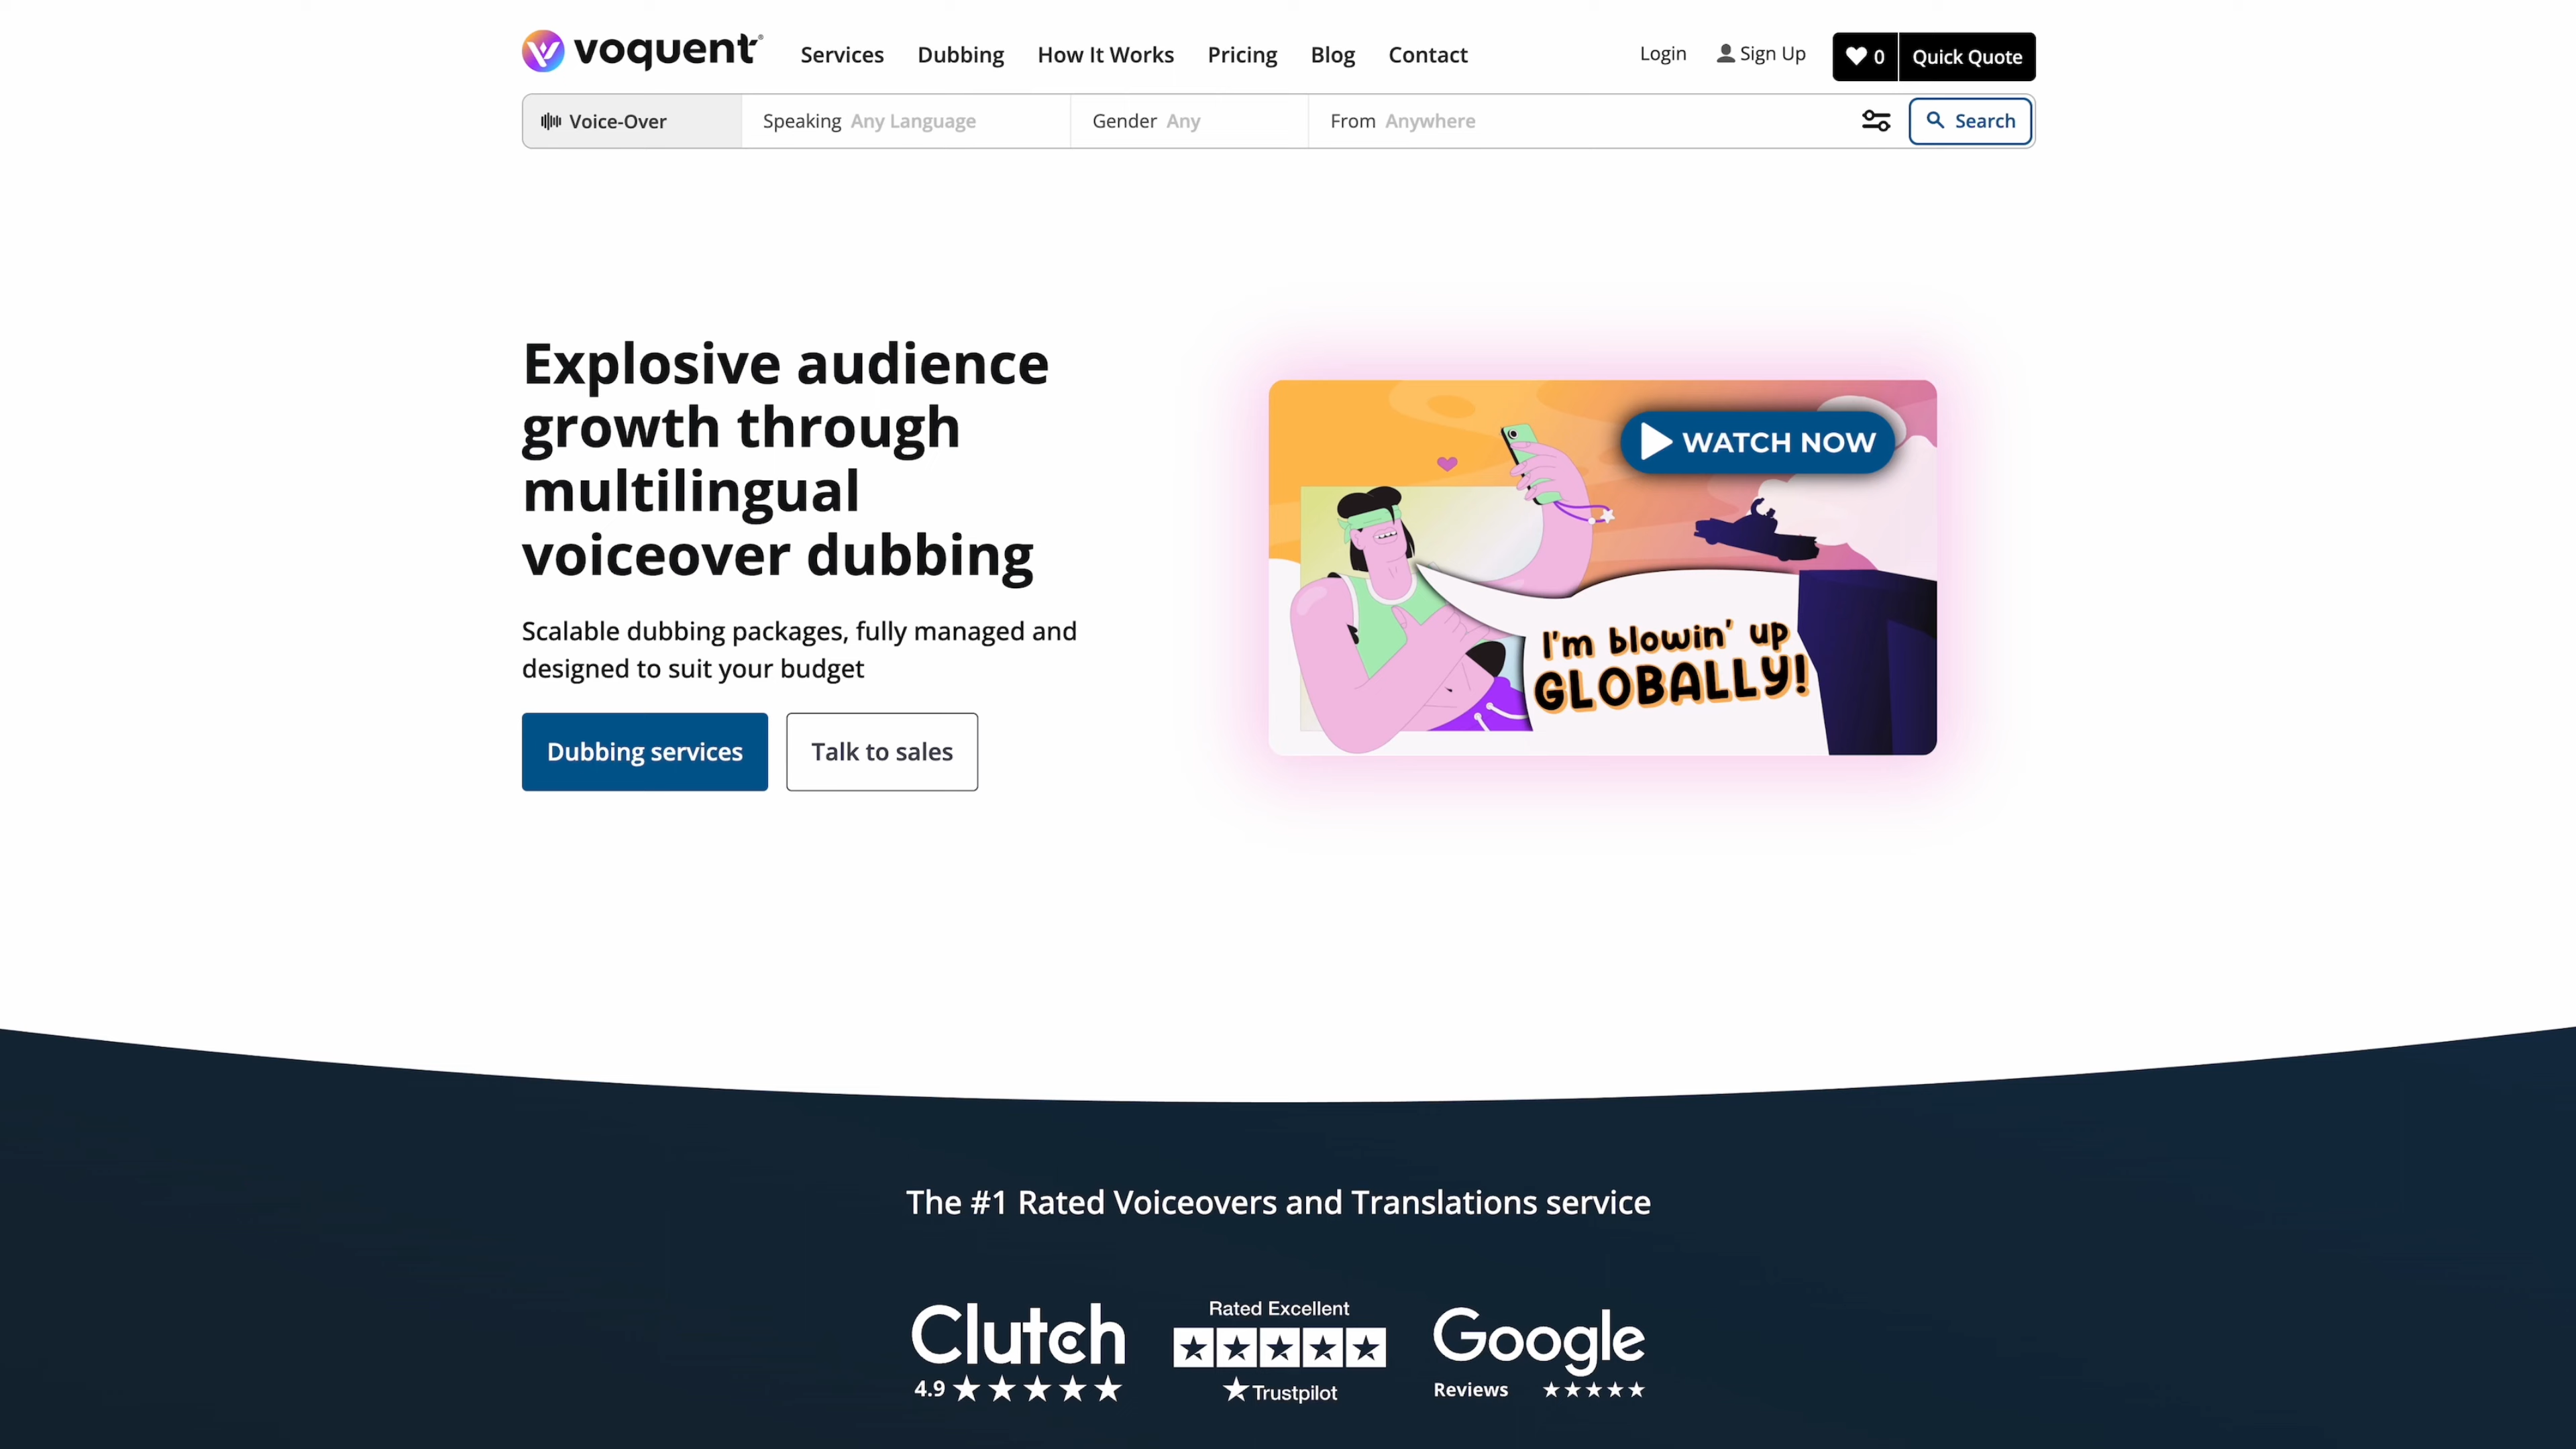 voquent®
Services Dubbing How It Works Pricing Blog Contact
Login Sign Up 0 Quick Quote
Voice-Over Speaking Any Language Gender Any From Anywhere Search
Explosive audience
growth through
multilingual
voiceover dubbing
Scalable dubbing packages, fully managed and
designed to suit your budget
Dubbing services Talk to sales
WATCH NOW
I'm blowin' up
GLOBALLY!
The #1 Rated Voiceovers and Translations service
Clutch
4.9
Rated Excellent
Trustpilot
Google
Reviews